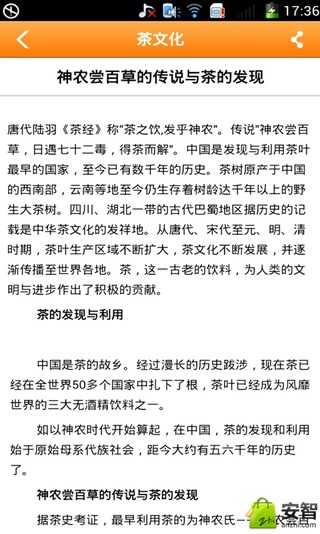 17:36
茶文化
神农尝百草的传说与茶的发现
唐代陆羽《茶经》称"茶之饮,发乎神农"。传说"神农尝百
草，日遇七十二毒，得茶而解"。中国是发现与利用茶叶
最早的国家，至今已有数千年的历史。茶树原产于中国
的西南部，云南等地至今仍生存着树龄达千年以上的野
生大茶树。四川、湖北一带的古代巴蜀地区据历史的记
载是中华茶文化的发祥地。从唐代、宋代至元、明、清
时期，茶叶生产区域不断扩大，茶文化不断发展，并逐
渐传播至世界各地。茶，这一古老的饮料，为人类的文
明与进步作出了积极的贡献。
茶的发现与利用
中国是茶的故乡。经过漫长的历史跋涉，现在茶已
经在全世界50多个国家中扎下了根，茶叶已经成为风靡
世界的三大无酒精饮料之一。
如以神农时代开始算起，在中国，茶的发现和利用
始于原始母系氏族社会，距今大约有五六千年的历史
了。
神农尝百草的传说与茶的发现
据茶史考证，最早利用茶的为神农氏
农尝百
安智
anzhi.com